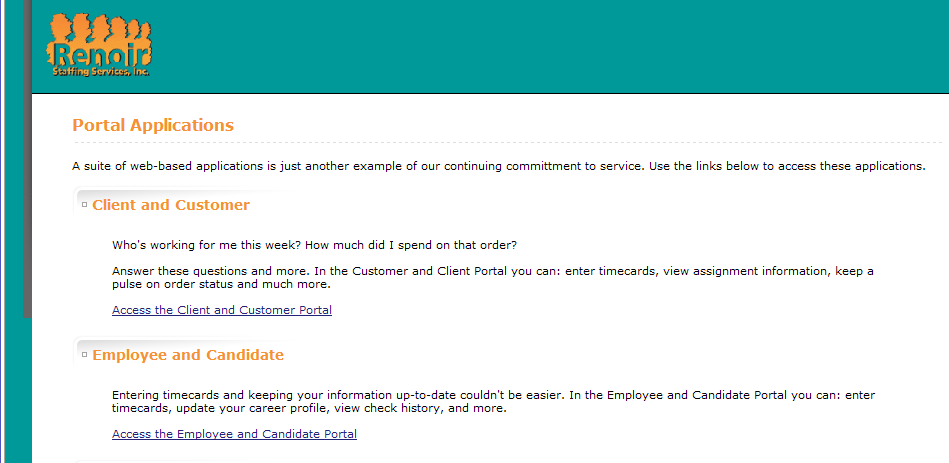 Renoir
Staffing Services, Inc.
Portal Applications
A suite of web-based applications is just another example of our continuing committment to service. Use the links below to access these applications.
Client and Customer
Who's working for me this week? How much did I spend on that order?
Answer these questions and more. In the Customer and Client Portal you can: enter timecards, view assignment information, keep a
pulse on order status and much more.
Access the Client and Customer Portal
Employee and Candidate
Entering timecards and keeping your information up-to-date couldn't be easier. In the Employee and Candidate Portal you can: enter
timecards, update your career profile, view check history, and more.
Access the Employee and Candidate Portal